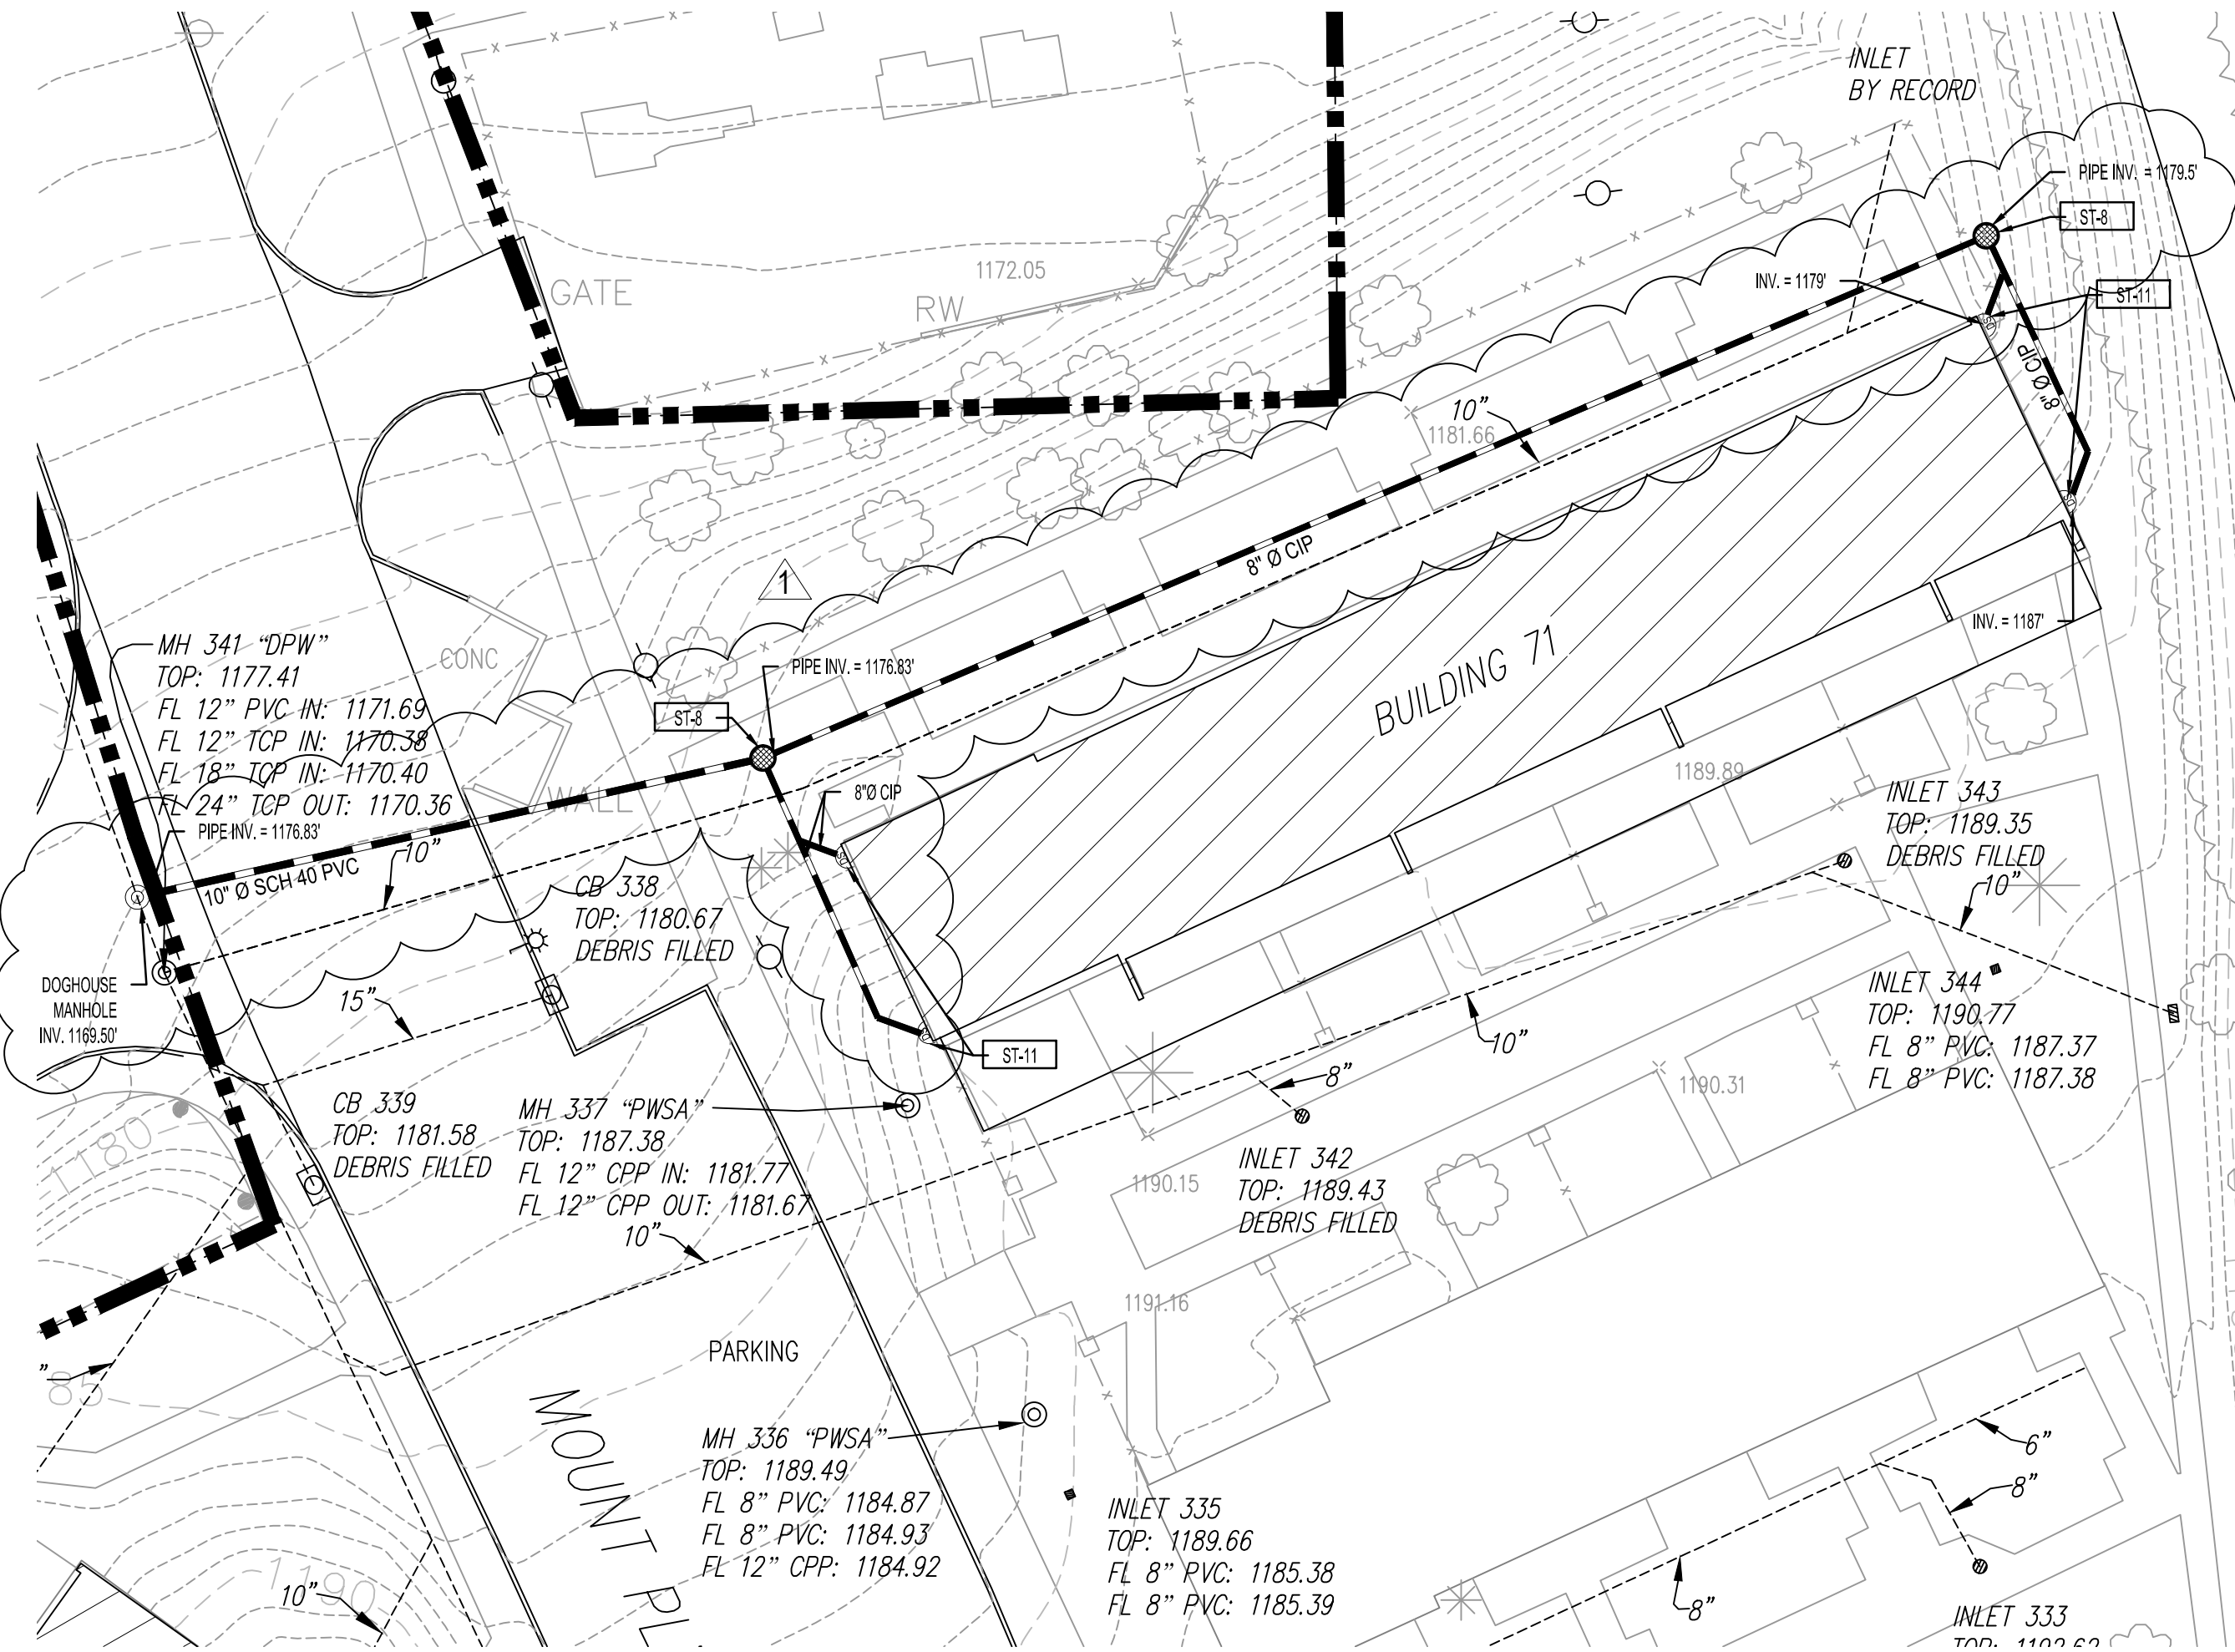 INLET
BY RECORD
PIPE INV. = 1179.5'
ST-8
GATE
1172.05
RW
INV. = 1179'
ST-11
8" Ø CIP
10"
1181.66
8" Ø CIP
1
INV. = 1187'
MH 341 "DPW"
TOP: 1177.41
FL 12" PVC IN: 1171.69
FL 12" TCP IN: 1170.38
FL 18" TCP IN: 1170.40
FL 24" TCP OUT: 1170.36
CONC
PIPE INV. = 1176.83'
ST-8
BUILDING 71
1189.89
WALL
8"Ø CIP
PIPE INV. = 1176.83'
10"
10" Ø SCH 40 PVC
INLET 343
TOP: 1189.35
DEBRIS FILLED
10"
CB 338
TOP: 1180.67
DEBRIS FILLED
DOGHOUSE
MANHOLE
INV. 1169.50'
15"
ST-11
10"
8"
INLET 344
TOP: 1190.77
FL 8" PVC: 1187.37
FL 8" PVC: 1187.38
1190.31
1180
CB 339
TOP: 1181.58
DEBRIS FILLED
MH 337 "PWSA"
TOP: 1187.38
FL 12" CPP IN: 1181.77
FL 12" CPP OUT: 1181.67
10"
1190.15
INLET 342
TOP: 1189.43
DEBRIS FILLED
1191.16
PARKING
"
85
MOUNT PL
MH 336 "PWSA"
TOP: 1189.49
FL 8" PVC: 1184.87
FL 8" PVC: 1184.93
FL 12" CPP: 1184.92
INLET 335
TOP: 1189.66
FL 8" PVC: 1185.38
FL 8" PVC: 1185.39
6"
8"
8"
1190
10"
INLET 333
TOP: 1192.62